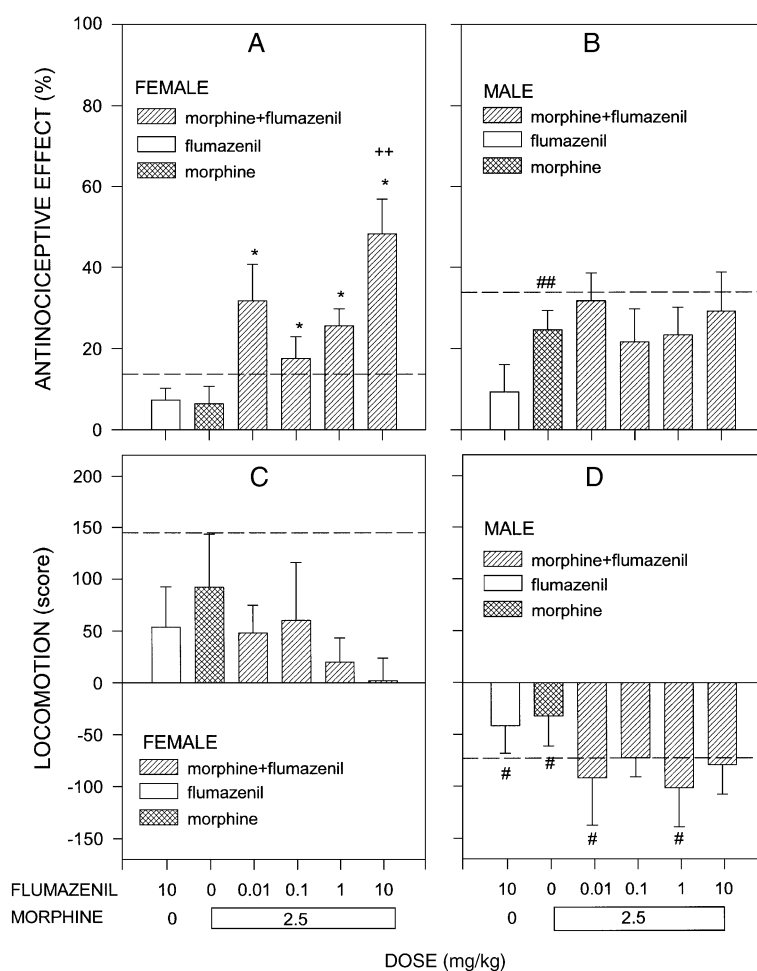 A
B
100
80
60
40
20
0
ANTINOCICEPTIVE EFFECT (%)
FEMALE
morphine+flumazenil
flumazenil
morphine
*
*
*
++
*
MALE
morphine+flumazenil
flumazenil
morphine
##
C
D
200
150
100
50
0
-50
-100
-150
LOCOMOTION (score)
FEMALE
morphine+flumazenil
flumazenil
morphine
MALE
morphine+flumazenil
flumazenil
morphine
# # # #
FLUMAZENIL 10 0 0.01 0.1 1 10 10 0 0.01 0.1 1 10
MORPHINE 0 2.5 0 2.5
DOSE (mg/kg)